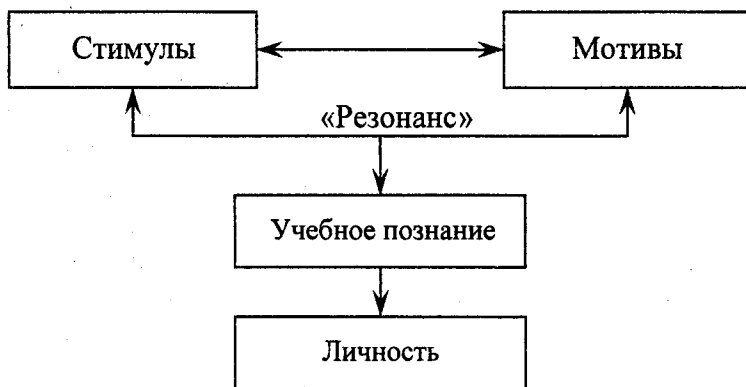 Стимулы
Мотивы
«Резонанс»
Учебное познание
Личность